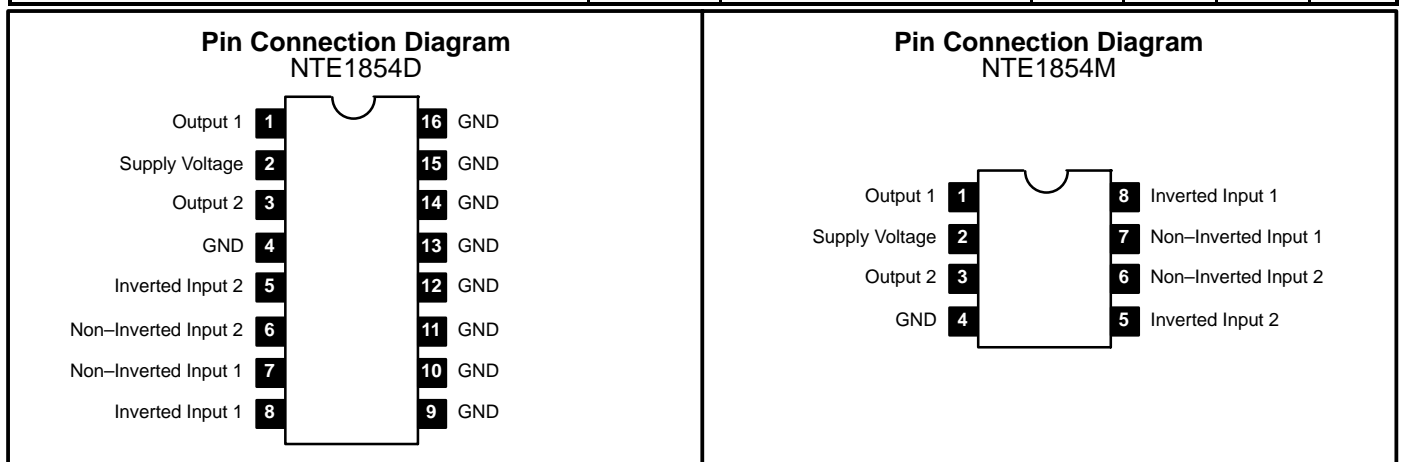 Pin Connection Diagram
NTE1854D
Output 1 1 16 GND
Supply Voltage 2 15 GND
Output 2 3 14 GND
GND 4 13 GND
Inverted Input 2 5 12 GND
Non–Inverted Input 2 6 11 GND
Non–Inverted Input 1 7 10 GND
Inverted Input 1 8 9 GND
Pin Connection Diagram
NTE1854M
Output 1 1 8 Inverted Input 1
Supply Voltage 2 7 Non–Inverted Input 1
Output 2 3 6 Non–Inverted Input 2
GND 4 5 Inverted Input 2